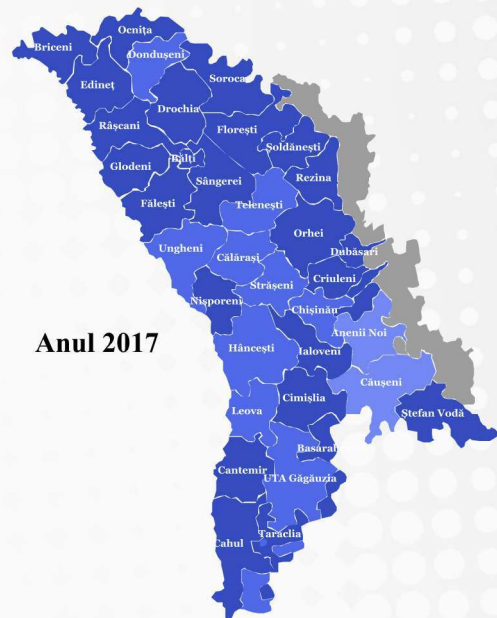 Ocnița
Briceni
Dondușeni
Edineț
Soroca
Drochia
Râșcani
Florești
Șoldănești
Bălți
Glodeni
Rezina
Sângerei
Fălești
Telenești
Orhei
Ungheni
Dubăsari
Călărași
Criuleni
Strășeni
Nisporeni
Chișinău
Anenii Noi
Anul 2017
Hâncești
Ialoveni
Căușeni
Cimișlia
Leova
Ștefan Vodă
Basarab
Cantemir
UTA Găgăuzia
Taraclia
Cahul